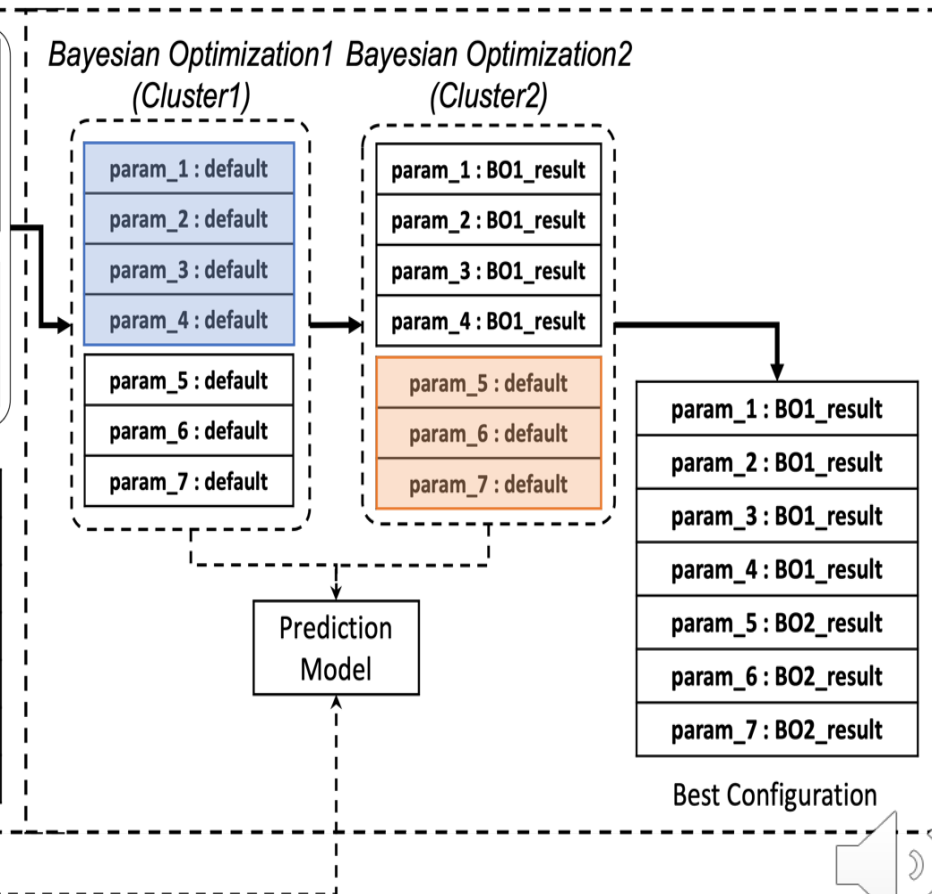 Bayesian Optimization1
(Cluster1)
param_1 : default
param_2 : default
param_3 : default
param_4 : default
param_5 : default
param_6 : default
param_7 : default
Bayesian Optimization2
(Cluster2)
param_1 : BO1_result
param_2 : BO1_result
param_3 : BO1_result
param_4 : BO1_result
param_5 : default
param_6 : default
param_7 : default
Prediction
Model
param_1 : BO1_result
param_2 : BO1_result
param_3 : BO1_result
param_4 : BO1_result
param_5 : BO2_result
param_6 : BO2_result
param_7 : BO2_result
Best Configuration